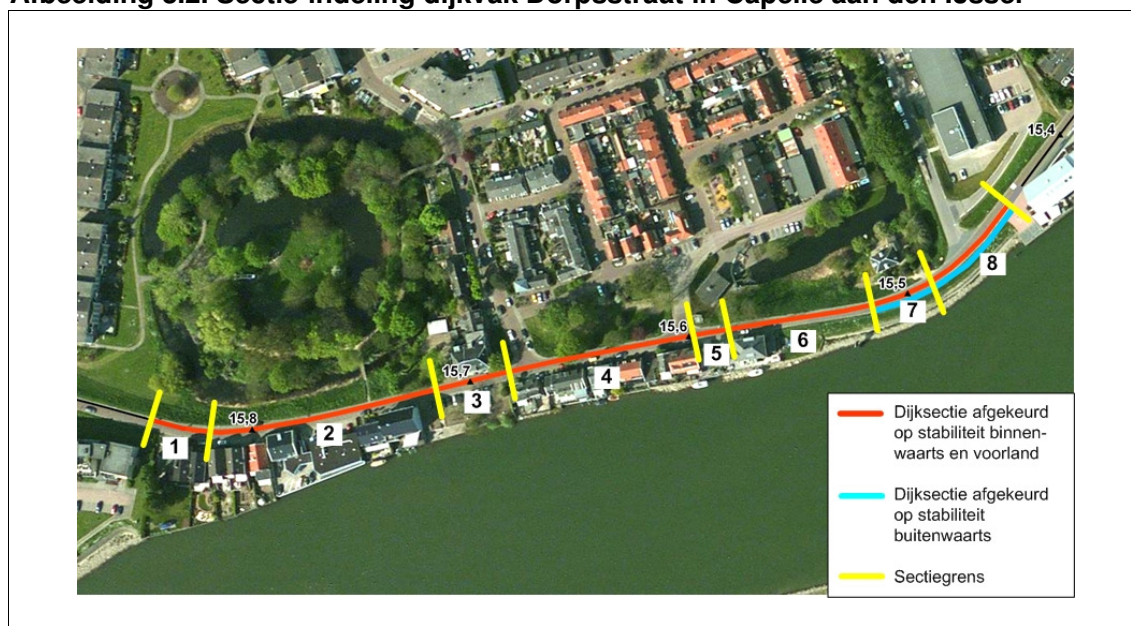 Afbeelding 3.2. Sectie-indeling dijkvak Dorpsstraat in Capelle aan den IJssel
15,4
8
15,5
7
6
15,6
5
4
15,7
3
15,8
2
1
Dijksectie afgekeurd
op stabiliteit binnen-
waarts en voorland
Dijksectie afgekeurd
op stabiliteit
buitenwaarts
Sectiegrens